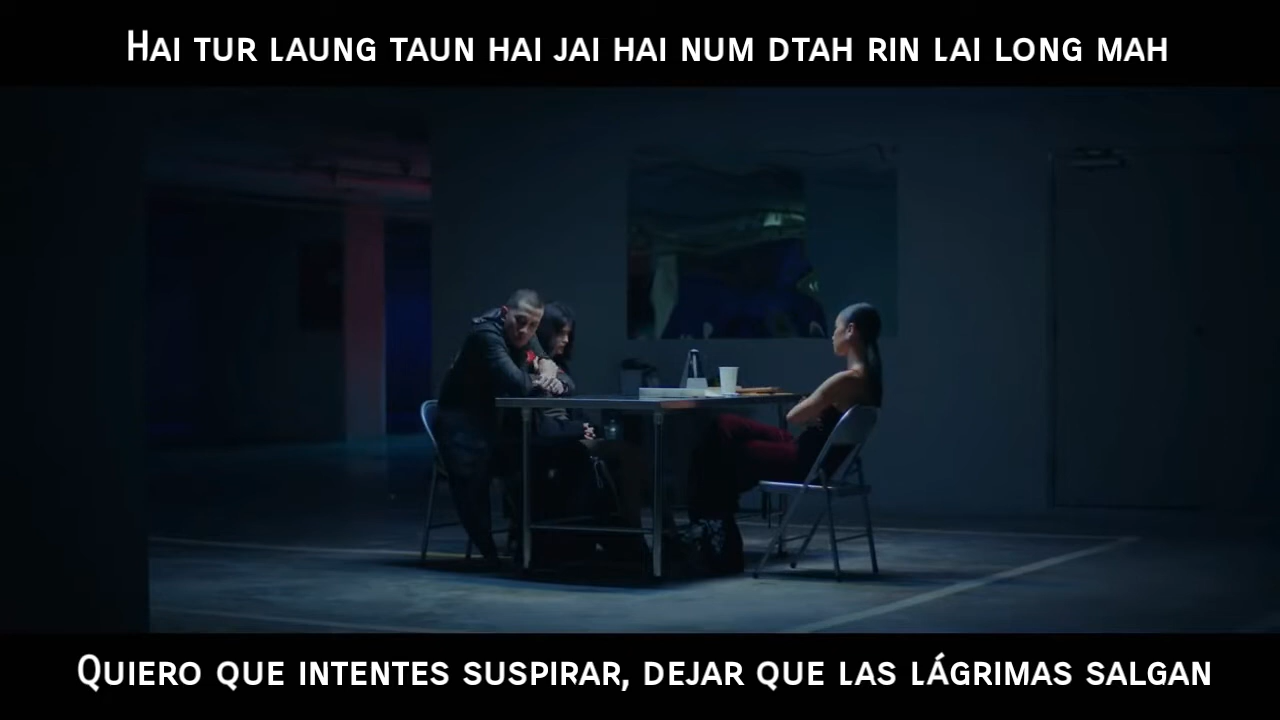 Hai tur laung taun hai jai hai num dtah rin lai long mah
Quiero que intentes suspirar, dejar que las lágrimas salgan